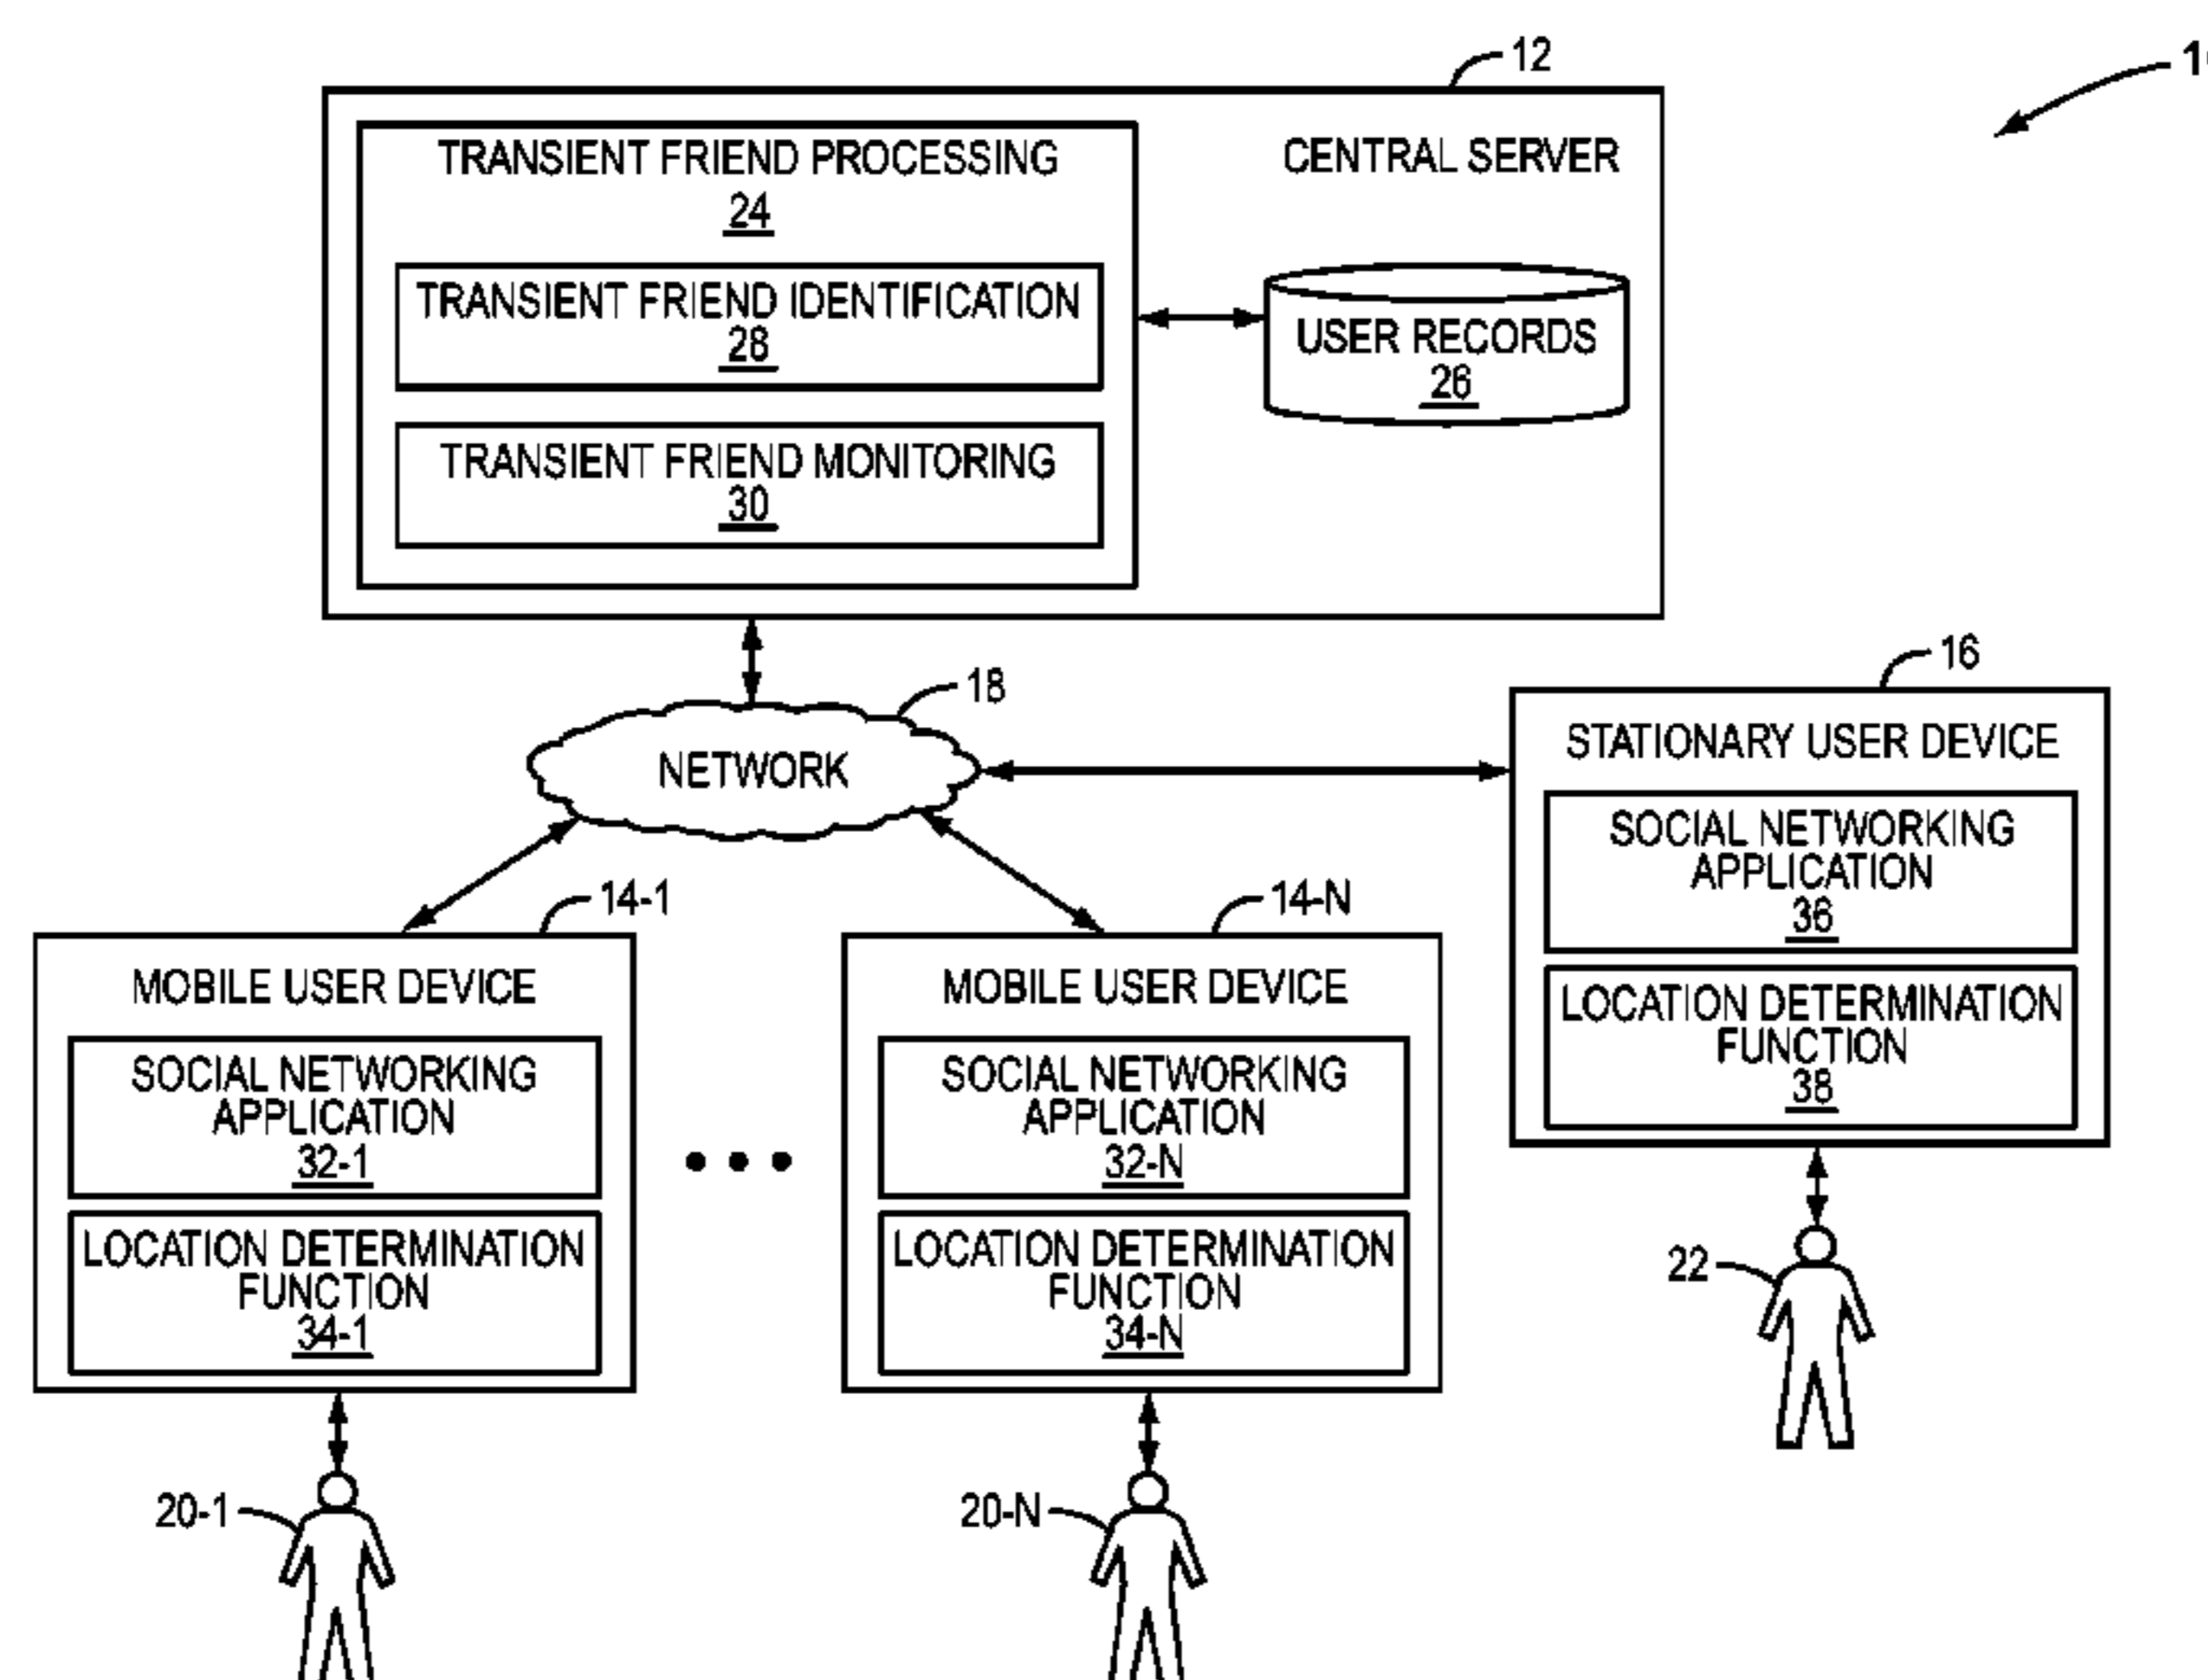 12
TRANSIENT FRIEND PROCESSING
24
CENTRAL SERVER
TRANSIENT FRIEND IDENTIFICATION
28
USER RECORDS
26
TRANSIENT FRIEND MONITORING
30
18
NETWORK
16
STATIONARY USER DEVICE
SOCIAL NETWORKING
APPLICATION
36
LOCATION DETERMINATION
FUNCTION
38
22
14-1
MOBILE USER DEVICE
SOCIAL NETWORKING
APPLICATION
32-1
LOCATION DETERMINATION
FUNCTION
34-1
20-1
14-N
MOBILE USER DEVICE
SOCIAL NETWORKING
APPLICATION
32-N
LOCATION DETERMINATION
FUNCTION
34-N
20-N